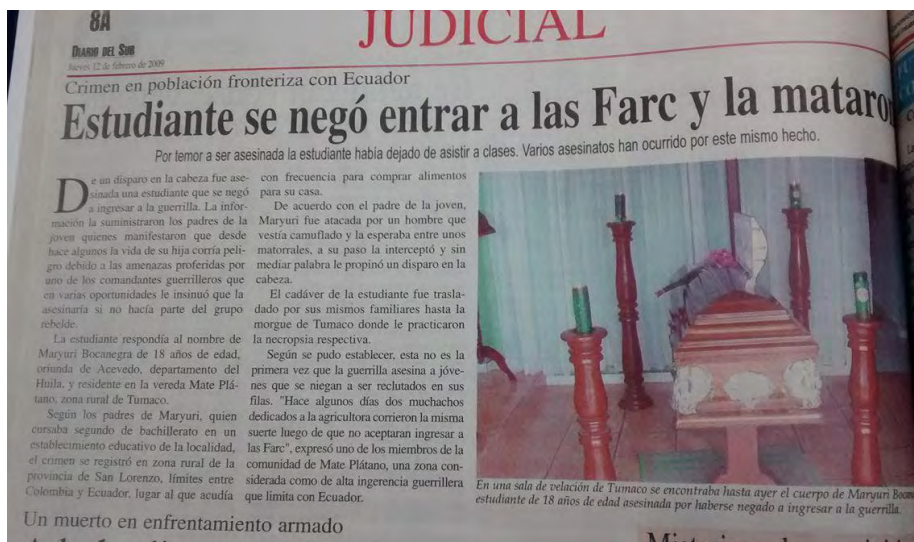 8A
JUDICIAL
DIARIO DEL SUR
Jueves 12 de febrero de 2009
Crimen en población fronteriza con Ecuador
Estudiante se negó entrar a las Farc y la mataron
Por temor a ser asesinada la estudiante había dejado de asistir a clases. Varios asesinatos han ocurrido por este mismo hecho.
De un disparo en la cabeza fue ase-
sinada una estudiante que se negó
a ingresar a la guerrilla. La infor-
mación la suministraron los padres de la
joven quienes manifestaron que desde
hace algunos la vida de su hija corría peli-
gro debido a las amenazas proferidas por
uno de los comandantes guerrilleros que
en varias oportunidades le insinuó que la
asesinaría si no hacía parte del grupo
rebelde.
La estudiante respondía al nombre de
Maryuri Bocanegra de 18 años de edad,
oriunda de Acevedo, departamento del
Huila, y residente en la vereda Mate Plá-
tano, zona rural de Tumaco.
Según los padres de Maryuri, quien
cursaba segundo de bachillerato en un
establecimiento educativo de la localidad,
el crimen se registró en zona rural de la
provincia de San Lorenzo, límites entre
Colombia y Ecuador, lugar al que acudía
con frecuencia para comprar alimentos
para su casa.
De acuerdo con el padre de la joven,
Maryuri fue atacada por un hombre que
vestía camuflado y la esperaba entre unos
matorrales, a su paso la interceptó y sin
mediar palabra le propinó un disparo en la
cabeza.
El cadáver de la estudiante fue trasla-
dado por sus mismos familiares hasta la
morgue de Tumaco donde le practicaron
la necropsia respectiva.
Según se pudo establecer, esta no es la
primera vez que la guerrilla asesina a jóve-
nes que se niegan a ser reclutados en sus
filas. "Hace algunos días dos muchachos
dedicados a la agricultora corrieron la misma
suerte luego de que no aceptaran ingresar a
las Farc", expresó uno de los miembros de la
comunidad de Mate Plátano, una zona con-
siderada como de alta ingerencia guerrillera
que limita con Ecuador.
En una sala de velación de Tumaco se encontraba hasta ayer el cuerpo de Maryuri Bocan
estudiante de 18 años de edad asesinada por haberse negado a ingresar a la guerrilla.
Un muerto en enfrentamiento armado